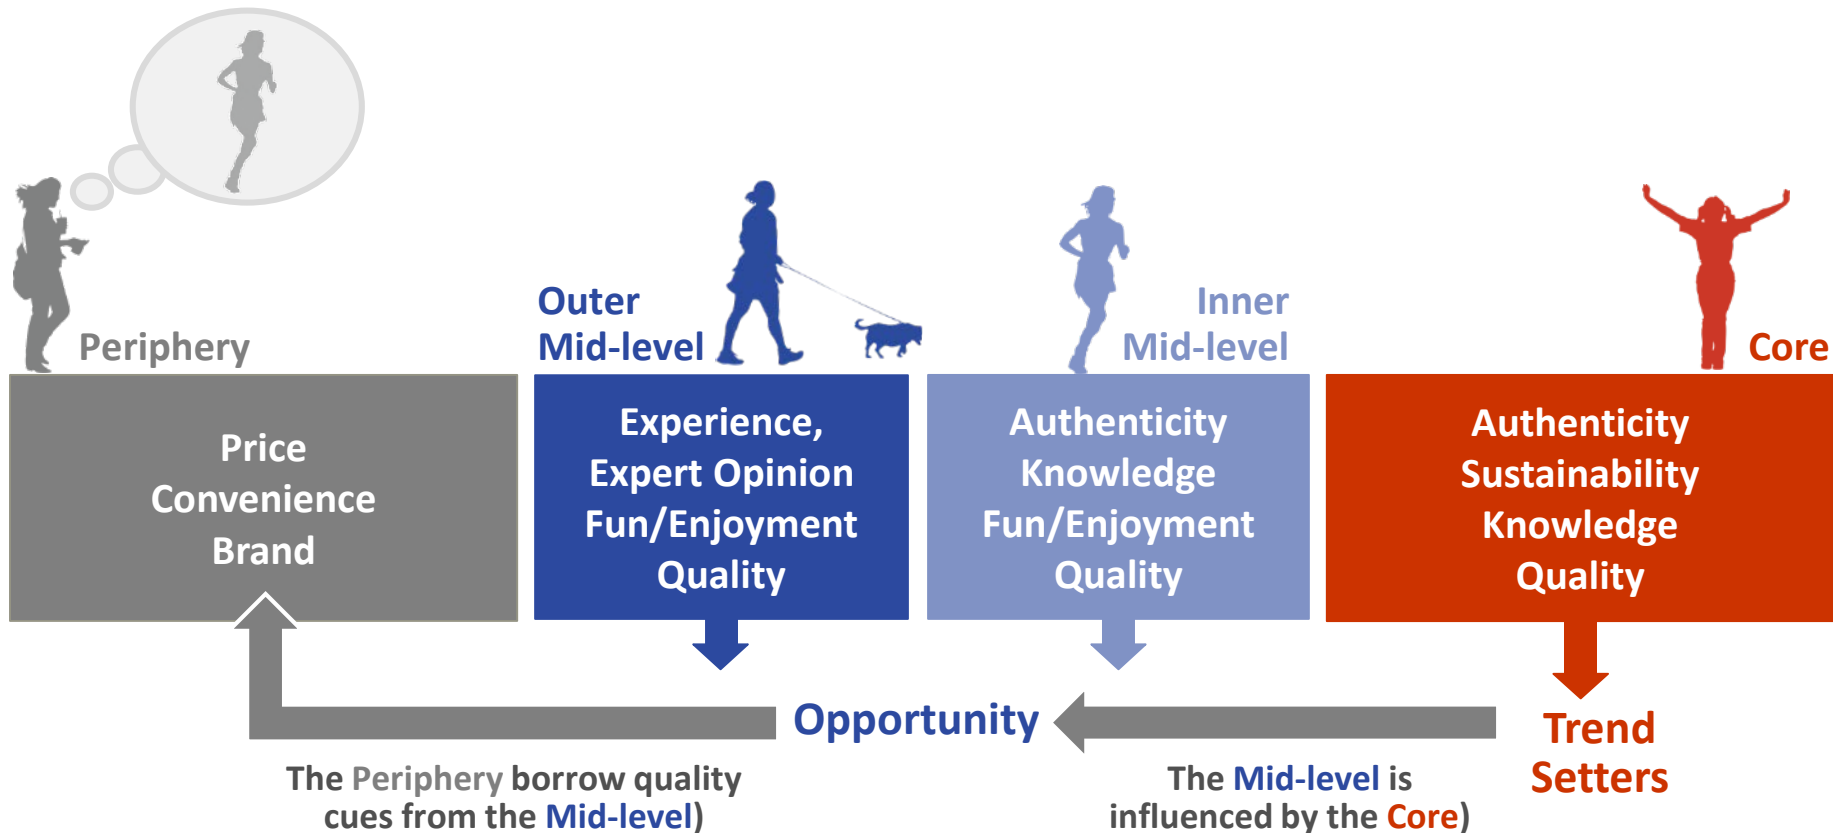 Periphery
Outer
Mid-level
Inner
Mid-level
Core
Price
Convenience
Brand
Experience,
Expert Opinion
Fun/Enjoyment
Quality
Authenticity
Knowledge
Fun/Enjoyment
Quality
Authenticity
Sustainability
Knowledge
Quality
Opportunity
Trend
Setters
The Periphery borrow quality
cues from the Mid-level)
The Mid-level is
influenced by the Core)